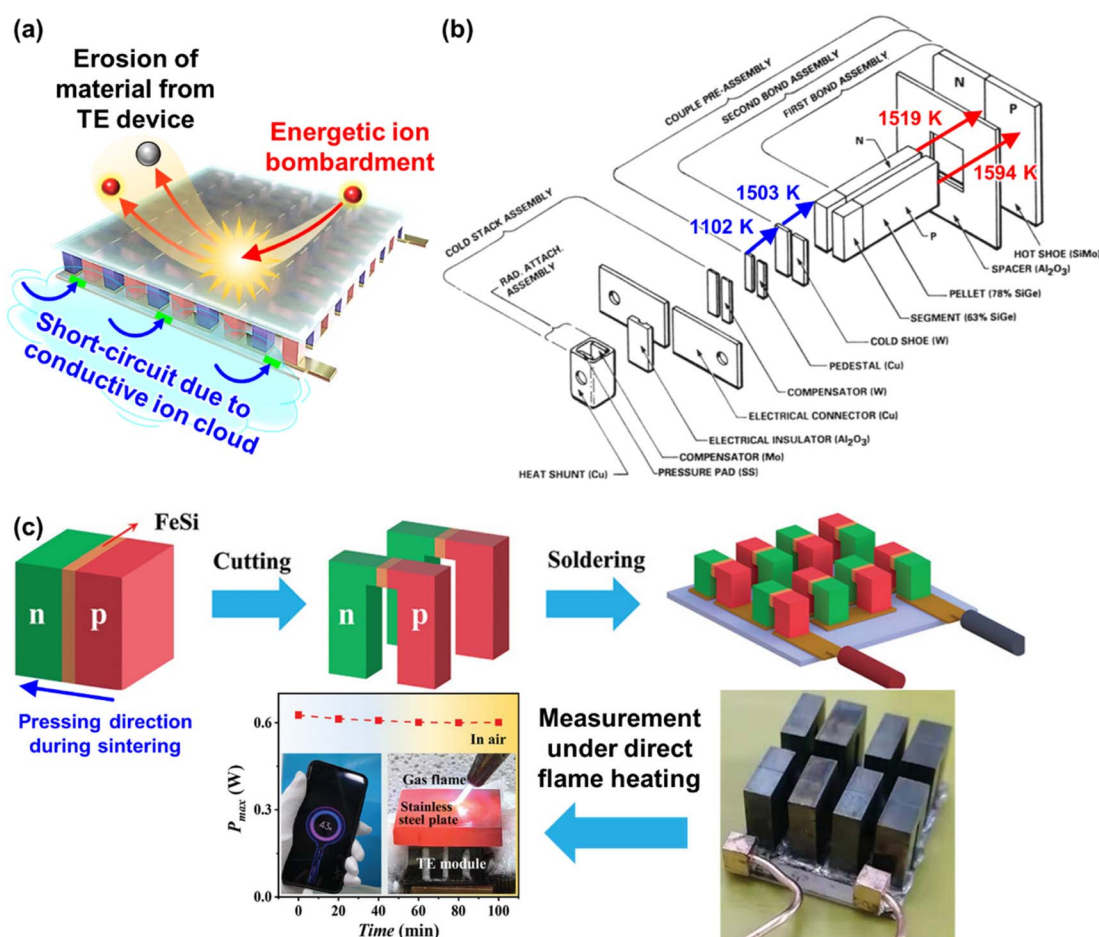 (a)
Erosion of
material from
TE device
Energetic ion
bombardment
Short-circuit due to
conductive ion cloud
(b)
COUPLE PRE-ASSEMBLY
SECOND BOND ASSEMBLY
FIRST BOND ASSEMBLY
COLD STACK ASSEMBLY
RAD. ATTACH.
ASSEMBLY
N
P
N
P
1519 K
1594 K
1503 K
1102 K
HOT SHOE (SiMo)
SPACER (Al2O3)
PELLET (78% SiGe)
SEGMENT (63% SiGe)
COLD SHOE (W)
PEDESTAL (Cu)
COMPENSATOR (W)
ELECTRICAL CONNECTOR (Cu)
ELECTRICAL INSULATOR (Al2O3)
COMPENSATOR (Mo)
PRESSURE PAD (SS)
HEAT SHUNT (Cu)
(c)
FeSi
n p
Cutting
n p
Soldering
Pressing direction
during sintering
Pmax (W)
0.6
0.3
0.0
In air
43
Gas flame
Stainless
steel plate
TE module
0 20 40 60 80 100
Time (min)
Measurement
under direct
flame heating